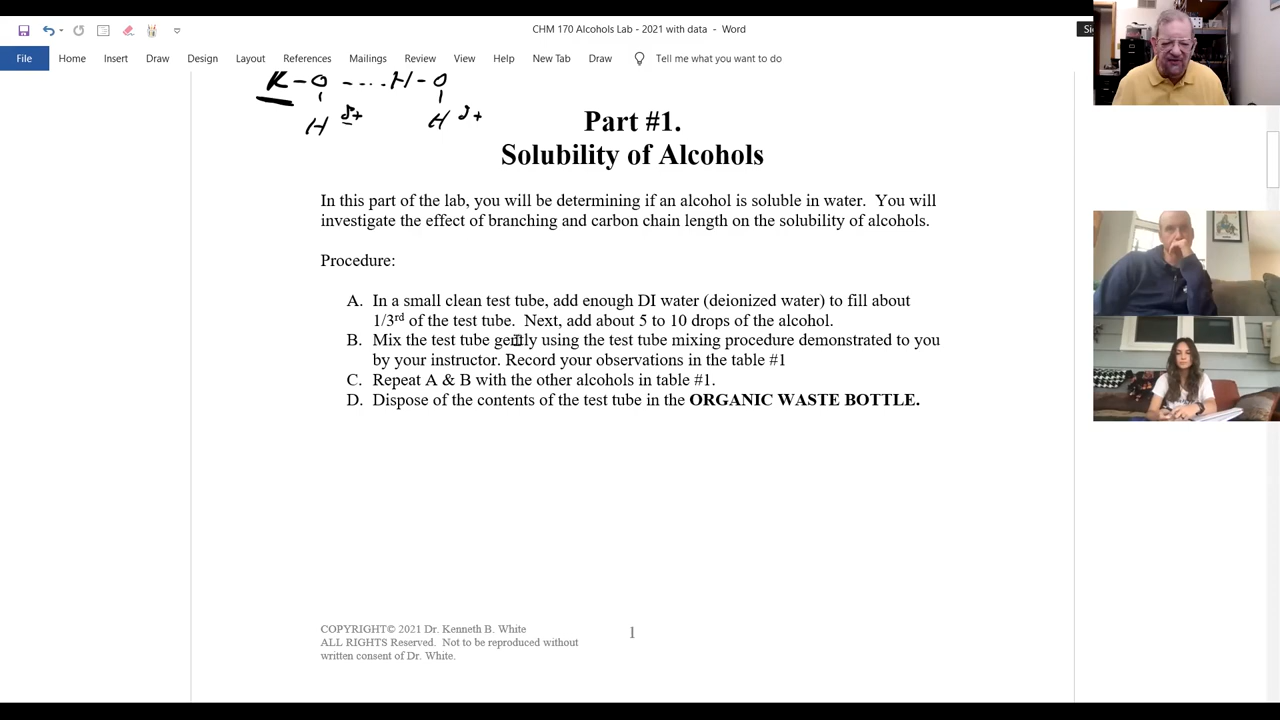 CHM 170 Alcohols Lab - 2021 with data - Word
File Home Insert Draw Design Layout References Mailings Review View Help New Tab Draw Tell me what you want to do
R-O ....H-O
H δ+ H δ+
Part #1.
Solubility of Alcohols
In this part of the lab, you will be determining if an alcohol is soluble in water. You will
investigate the effect of branching and carbon chain length on the solubility of alcohols.
Procedure:
A. In a small clean test tube, add enough DI water (deionized water) to fill about
1/3rd of the test tube. Next, add about 5 to 10 drops of the alcohol.
B. Mix the test tube gently using the test tube mixing procedure demonstrated to you
by your instructor. Record your observations in the table #1
C. Repeat A & B with the other alcohols in table #1.
D. Dispose of the contents of the test tube in the ORGANIC WASTE BOTTLE.
COPYRIGHT© 2021 Dr. Kenneth B. White
ALL RIGHTS Reserved. Not to be reproduced without
written consent of Dr. White.
1